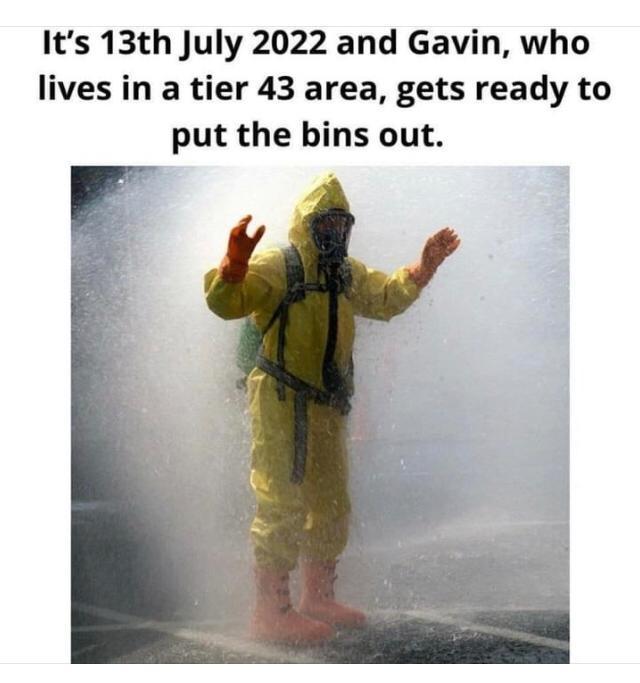 It's 13th July 2022 and Gavin, who
lives in a tier 43 area, gets ready to
put the bins out.